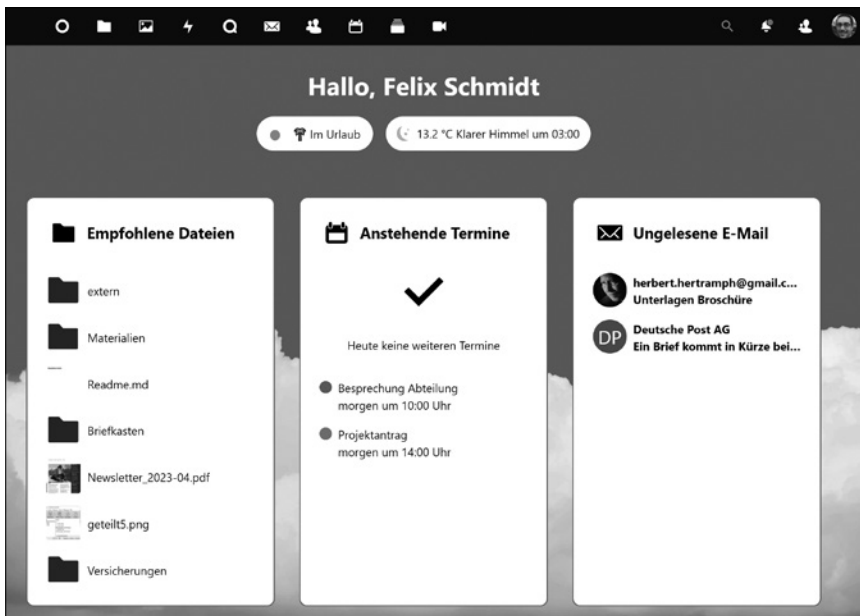 Hallo, Felix Schmidt
Im Urlaub
13.2 °C Klarer Himmel um 03:00
Empfohlene Dateien
extern
Materialien
Readme.md
Briefkasten
Newsletter_2023-04.pdf
geteilt5.png
Versicherungen
Anstehende Termine
Heute keine weiteren Termine
Besprechung Abteilung
morgen um 10:00 Uhr
Projektantrag
morgen um 14:00 Uhr
Ungelesene E-Mail
herbert.hertramph@gmail.c...
Unterlagen Broschüre
DP
Deutsche Post AG
Ein Brief kommt in Kürze bei...